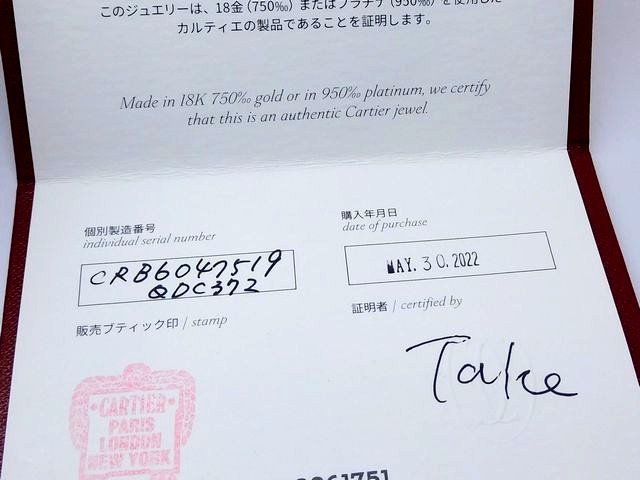 このジュエリーは、18金（750‰）またはプラチナ（950‰）を使用した
カルティエの製品であることを証明します。
Made in 18K 750‰ gold or in 950‰ platinum, we certify
that this is an authentic Cartier jewel.
個別製造番号
individual serial number
CRB6047519
QDC372
購入年月日
date of purchase
MAY. 30. 2022
販売ブティック印 / stamp
証明者 / certified by
Take
CARTIER
PARIS
LONDON
NEW YORK